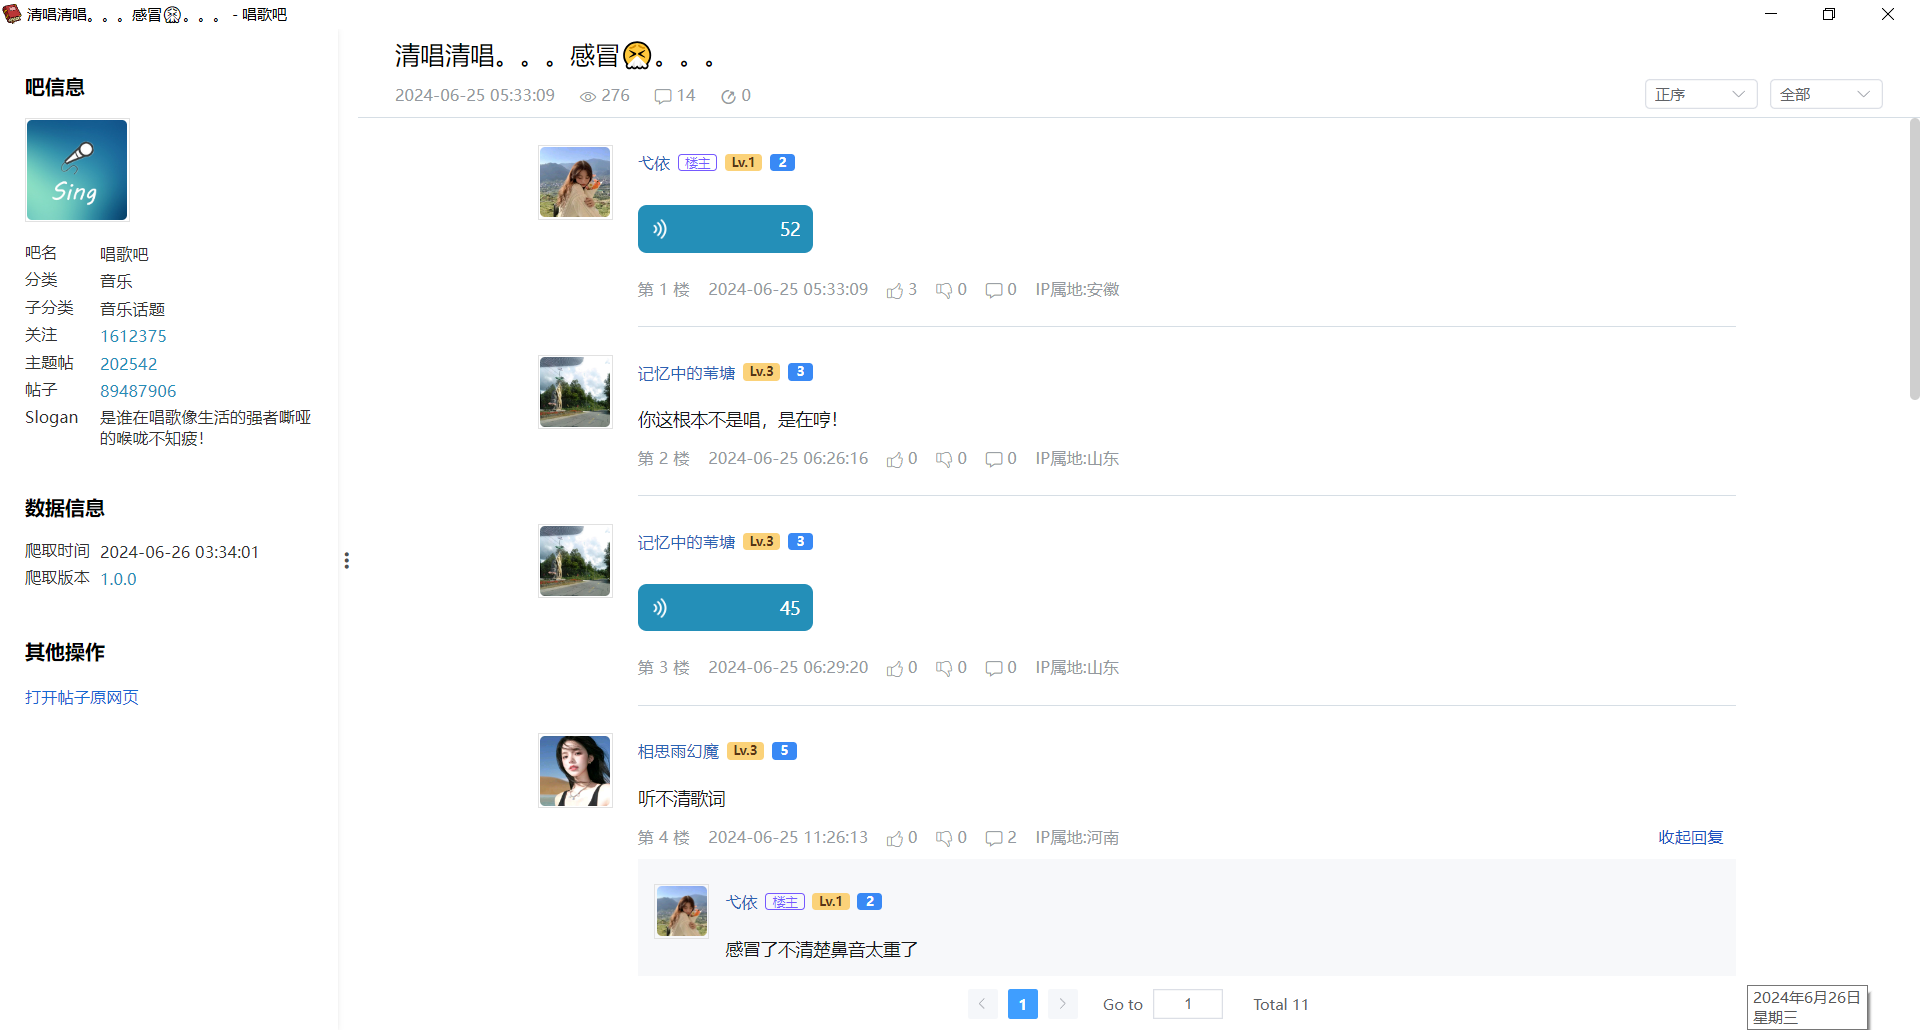 清唱清唱。。。感冒🤧。。。 - 唱歌吧
吧信息
Sing
吧名 唱歌吧
分类 音乐
子分类 音乐话题
关注 1612375
主题帖 202542
帖子 89487906
Slogan 是谁在唱歌像生活的强者嘶哑
的喉咙不知疲！
数据信息
爬取时间 2024-06-26 03:34:01
爬取版本 1.0.0
其他操作
打开帖子原网页
清唱清唱。。。感冒🤧。。。
2024-06-25 05:33:09 276 14 0
正序 全部
弋依 楼主 Lv.1 2
52
第 1 楼 2024-06-25 05:33:09 3 0 0 IP属地:安徽
记忆中的苇塘 Lv.3 3
你这根本不是唱，是在哼！
第 2 楼 2024-06-25 06:26:16 0 0 0 IP属地:山东
记忆中的苇塘 Lv.3 3
45
第 3 楼 2024-06-25 06:29:20 0 0 0 IP属地:山东
相思雨幻魔 Lv.3 5
听不清歌词
第 4 楼 2024-06-25 11:26:13 0 0 2 IP属地:河南 收起回复
弋依 楼主 Lv.1 2
感冒了不清楚鼻音太重了
1 Go to 1 Total 11
2024年6月26日
星期三